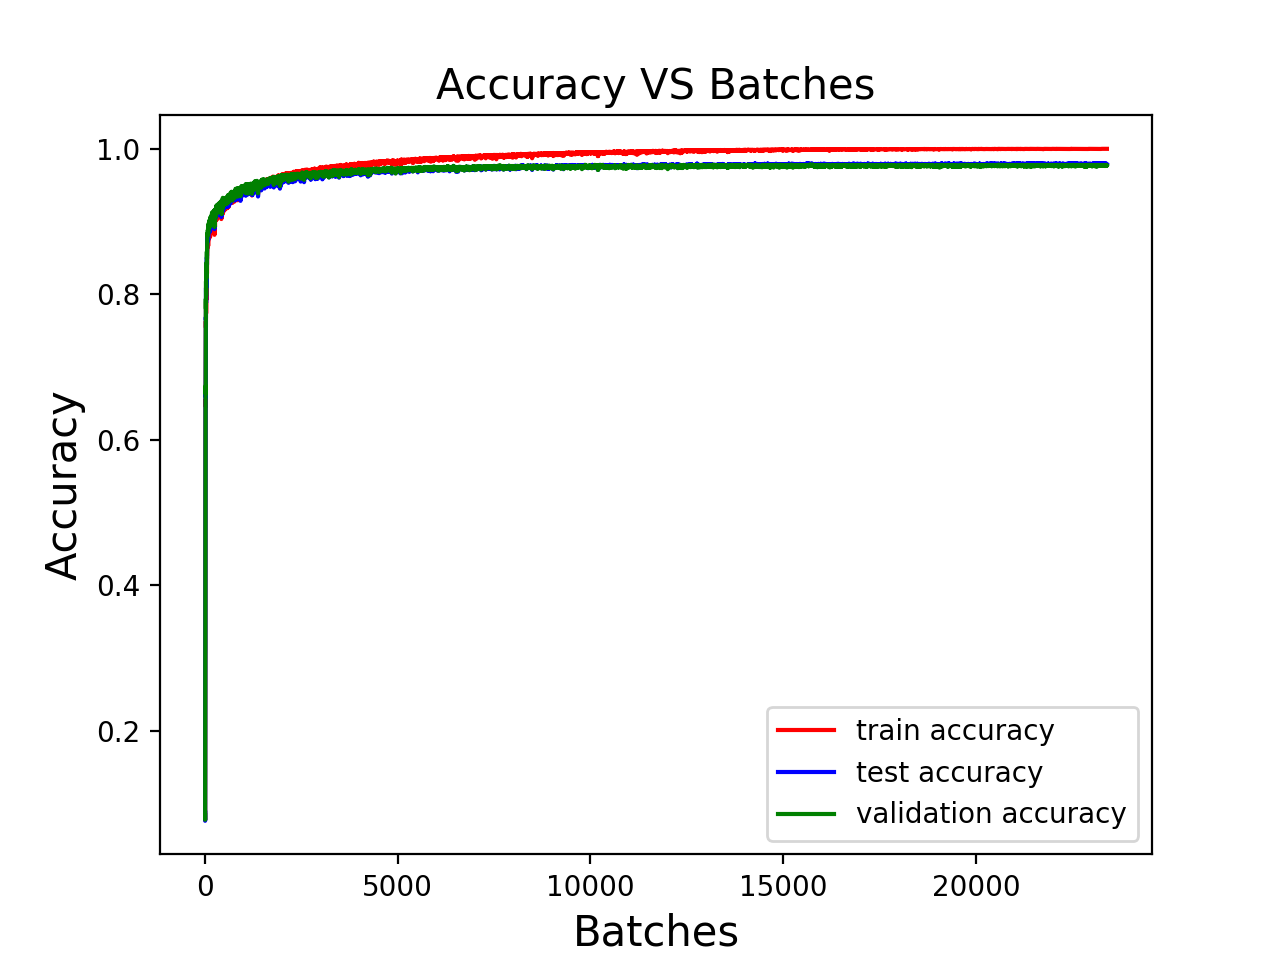 Accuracy VS Batches
1.0
0.8
0.6
0.4
0.2
Accuracy
train accuracy
test accuracy
validation accuracy
0 5000 10000 15000 20000
Batches